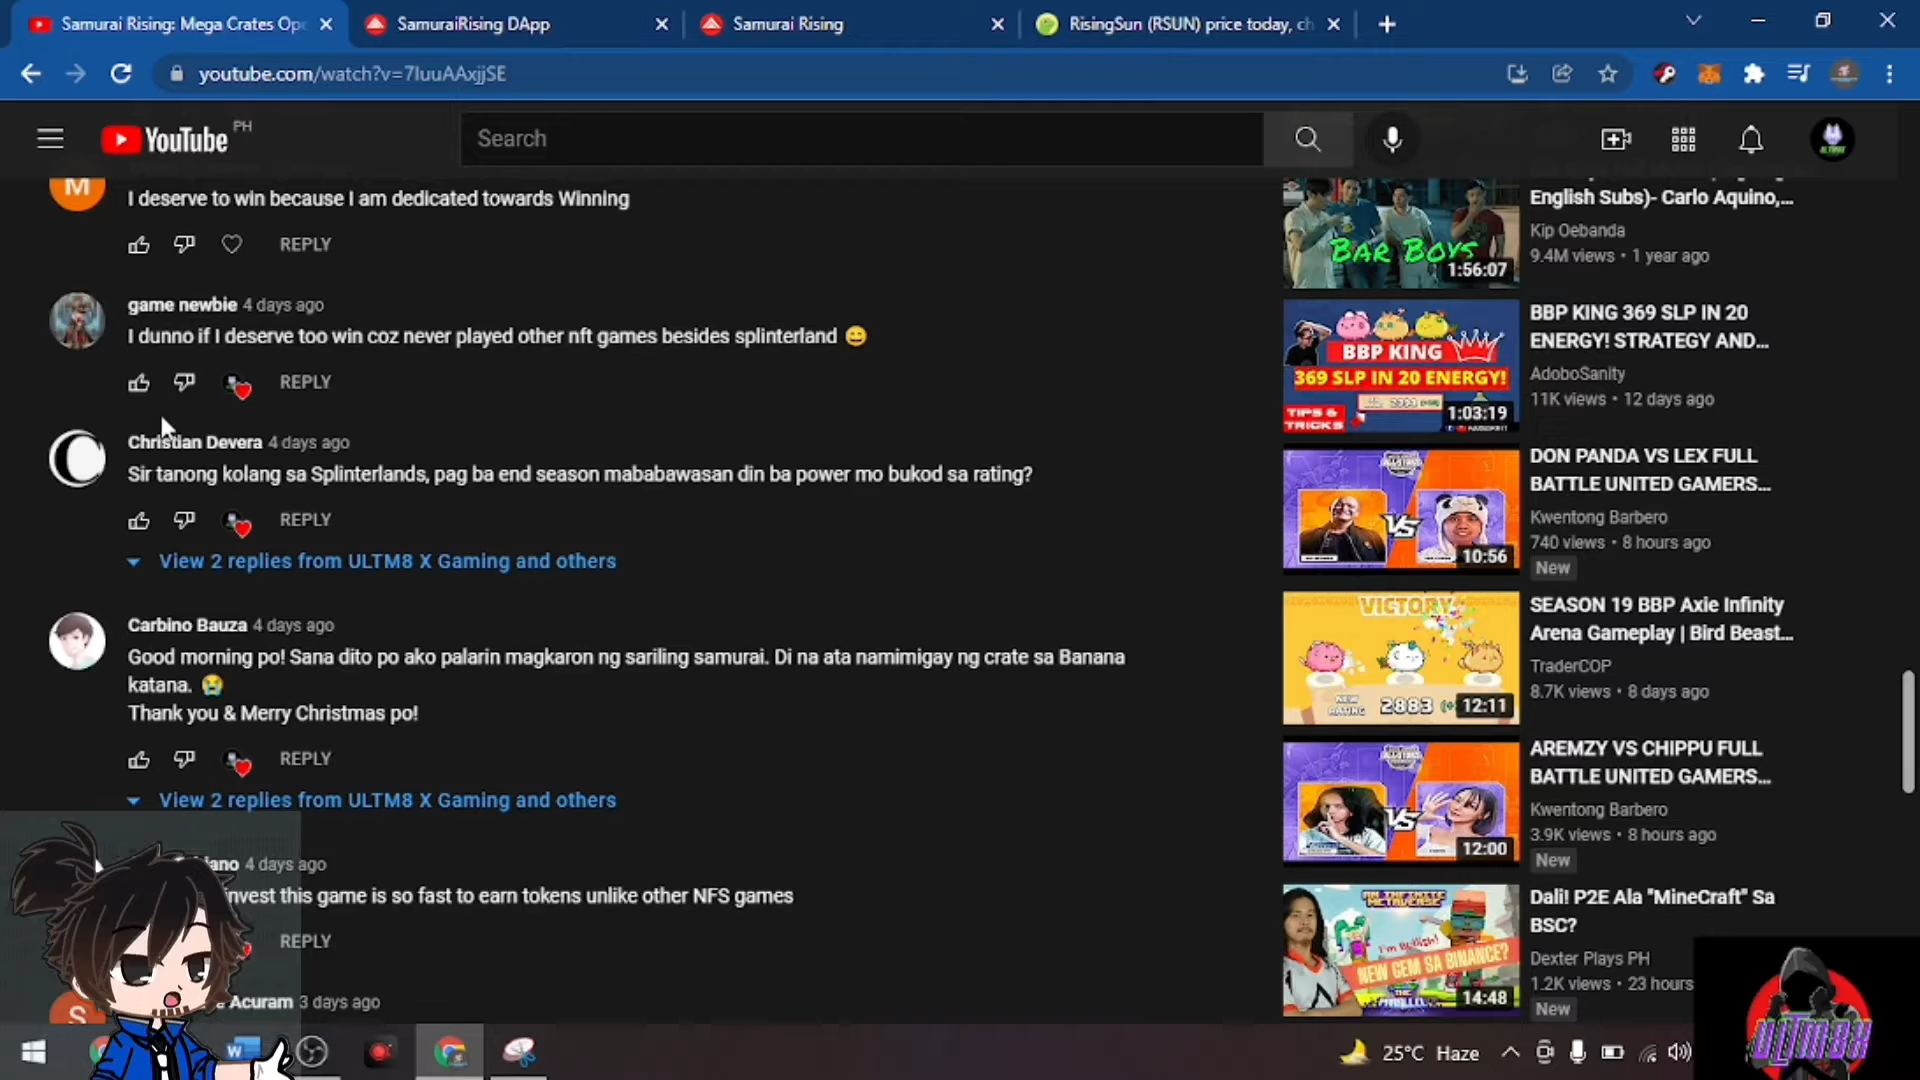 Samurai Rising: Mega Crates Ope
SamuraiRising DApp
Samurai Rising
RisingSun (RSUN) price today, ch
youtube.com/watch?v=7IuuAAxjjSE
YouTube PH
Search
I deserve to win because I am dedicated towards Winning
REPLY
game newbie 4 days ago
I dunno if I deserve too win coz never played other nft games besides splinterland 😄
REPLY
Christian Devera 4 days ago
Sir tanong kolang sa Splinterlands, pag ba end season mababawasan din ba power mo bukod sa rating?
REPLY
View 2 replies from ULTM8 X Gaming and others
Carbino Bauza 4 days ago
Good morning po! Sana dito po ako palarin magkaron ng sariling samurai. Di na ata namimigay ng crate sa Banana
katana. 😭
Thank you & Merry Christmas po!
REPLY
View 2 replies from ULTM8 X Gaming and others
iano 4 days ago
invest this game is so fast to earn tokens unlike other NFS games
REPLY
Acuram 3 days ago
M
S
BAR BOYS
1:56:07
English Subs)- Carlo Aquino,...
Kip Oebanda
9.4M views • 1 year ago
BBP KING
369 SLP IN 20 ENERGY!
TIPS &
TRICKS
1:03:19
BBP KING 369 SLP IN 20
ENERGY! STRATEGY AND...
AdoboSanity
11K views • 12 days ago
VS
10:56
DON PANDA VS LEX FULL
BATTLE UNITED GAMERS...
Kwentong Barbero
740 views • 8 hours ago
New
VICTORY
NEW
RATING 2883
12:11
SEASON 19 BBP Axie Infinity
Arena Gameplay | Bird Beast...
TraderCOP
8.7K views • 8 days ago
VS
12:00
AREMZY VS CHIPPU FULL
BATTLE UNITED GAMERS...
Kwentong Barbero
3.9K views • 8 hours ago
New
AN INFINITE
METAVERSE
I'm Bullish!
NEW GEM SA BINANCE?
14:48
Dali! P2E Ala "MineCraft" Sa
BSC?
Dexter Plays PH
1.2K views • 23 hours
New
ULTM8X
25°C Haze